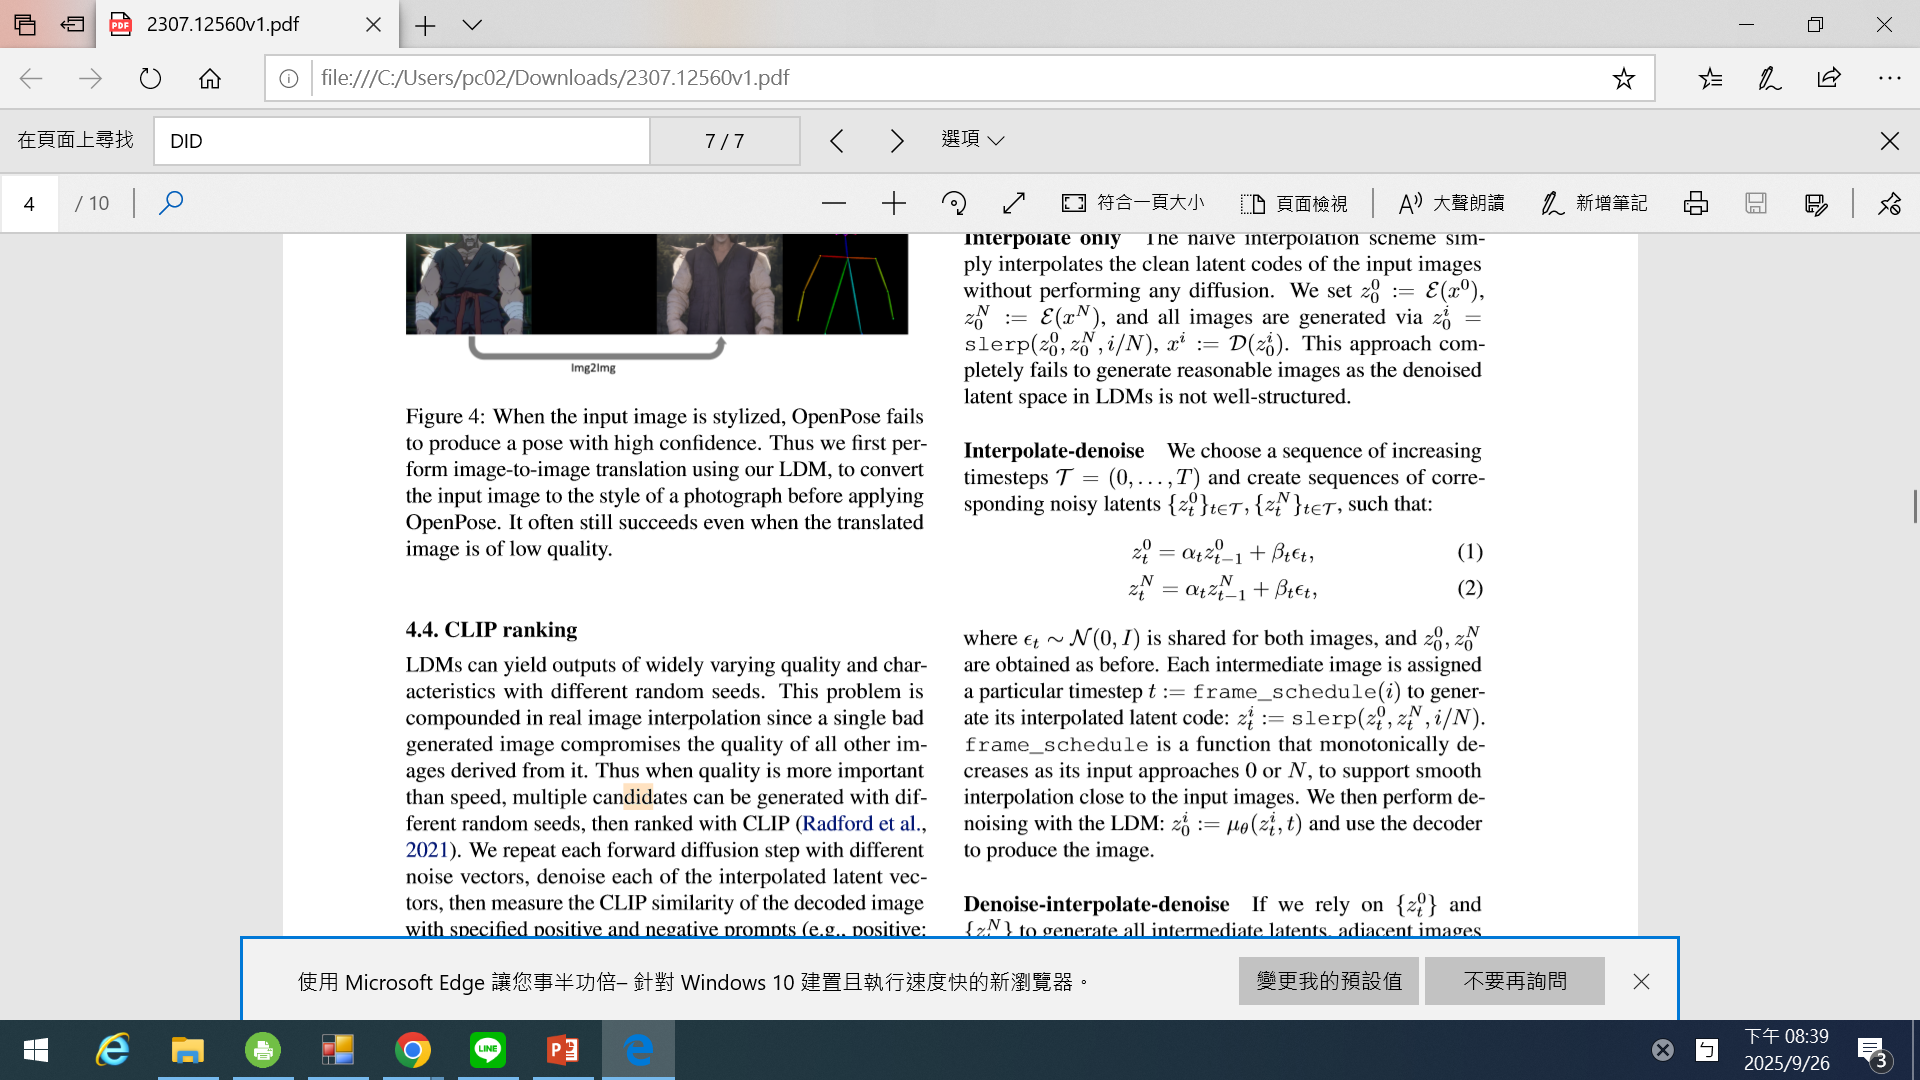 2307.12560v1.pdf
file:///C:/Users/pc02/Downloads/2307.12560v1.pdf
在頁面上尋找
DID
7 / 7
選項
4 / 10
符合一頁大小
頁面檢視
大聲朗讀
新增筆記
Img2Img
Figure 4: When the input image is stylized, OpenPose fails
to produce a pose with high confidence. Thus we first per-
form image-to-image translation using our LDM, to convert
the input image to the style of a photograph before applying
OpenPose. It often still succeeds even when the translated
image is of low quality.
4.4. CLIP ranking
LDMs can yield outputs of widely varying quality and char-
acteristics with different random seeds. This problem is
compounded in real image interpolation since a single bad
generated image compromises the quality of all other im-
ages derived from it. Thus when quality is more important
than speed, multiple candidates can be generated with dif-
ferent random seeds, then ranked with CLIP (Radford et al.,
2021). We repeat each forward diffusion step with different
noise vectors, denoise each of the interpolated latent vec-
tors, then measure the CLIP similarity of the decoded image
with specified positive and negative prompts (e.g., positive:
Interpolate only The naive interpolation scheme sim-
ply interpolates the clean latent codes of the input images
without performing any diffusion. We set z_0^0 := ℰ(x^0),
z_0^N := ℰ(x^N), and all images are generated via z_0^i =
slerp(z_0^0, z_0^N, i/N), x^i := 𝒟(z_0^i). This approach com-
pletely fails to generate reasonable images as the denoised
latent space in LDMs is not well-structured.
Interpolate-denoise We choose a sequence of increasing
timesteps 𝒯 = (0, . . . , T) and create sequences of corre-
sponding noisy latents {z_t^0}_{t∈𝒯}, {z_t^N}_{t∈𝒯}, such that:
z_t^0 = α_t z_{t−1}^0 + β_t ϵ_t, (1)
z_t^N = α_t z_{t−1}^N + β_t ϵ_t, (2)
where ϵ_t ∼ 𝒩(0, I) is shared for both images, and z_0^0, z_0^N
are obtained as before. Each intermediate image is assigned
a particular timestep t := frame_schedule(i) to gener-
ate its interpolated latent code: z_t^i := slerp(z_t^0, z_t^N, i/N).
frame_schedule is a function that monotonically de-
creases as its input approaches 0 or N, to support smooth
interpolation close to the input images. We then perform de-
noising with the LDM: z_0^i := μ_θ(z_t^i, t) and use the decoder
to produce the image.
Denoise-interpolate-denoise If we rely on {z_t^0} and
{z_t^N} to generate all intermediate latents, adjacent images
使用 Microsoft Edge 讓您事半功倍– 針對 Windows 10 建置且執行速度快的新瀏覽器。
變更我的預設值
不要再詢問
下午 08:39
2025/9/26
3